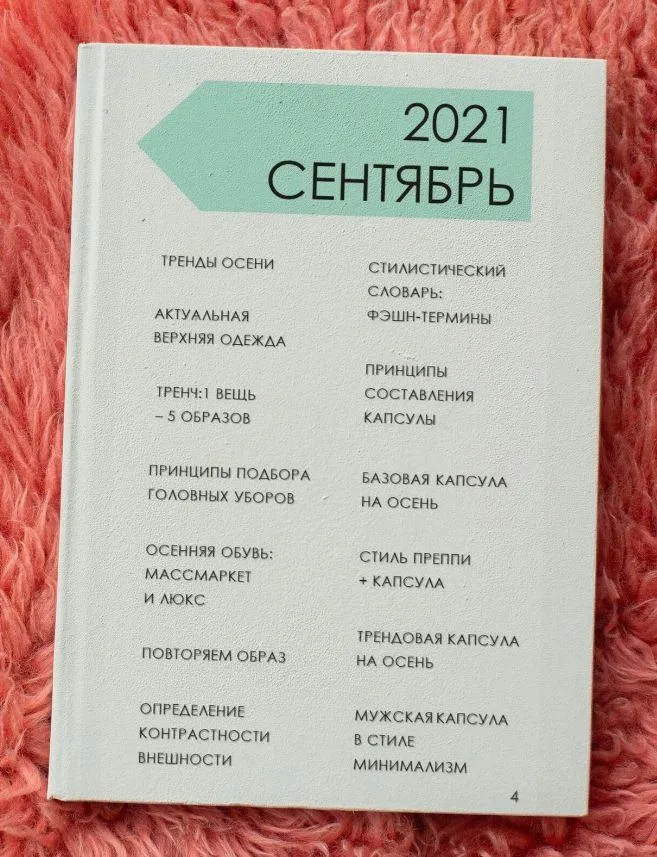 2021
СЕНТЯБРЬ
ТРЕНДЫ ОСЕНИ
АКТУАЛЬНАЯ
ВЕРХНЯЯ ОДЕЖДА
ТРЕНЧ:1 ВЕЩЬ
– 5 ОБРАЗОВ
ПРИНЦИПЫ ПОДБОРА
ГОЛОВНЫХ УБОРОВ
ОСЕННЯЯ ОБУВЬ:
МАССМАРКЕТ
И ЛЮКС
ПОВТОРЯЕМ ОБРАЗ
ОПРЕДЕЛЕНИЕ
КОНТРАСТНОСТИ
ВНЕШНОСТИ
СТИЛИСТИЧЕСКИЙ
СЛОВАРЬ:
ФЭШН-ТЕРМИНЫ
ПРИНЦИПЫ
СОСТАВЛЕНИЯ
КАПСУЛЫ
БАЗОВАЯ КАПСУЛА
НА ОСЕНЬ
СТИЛЬ ПРЕППИ
+ КАПСУЛА
ТРЕНДОВАЯ КАПСУЛА
НА ОСЕНЬ
МУЖСКАЯ КАПСУЛА
В СТИЛЕ
МИНИМАЛИЗМ
4